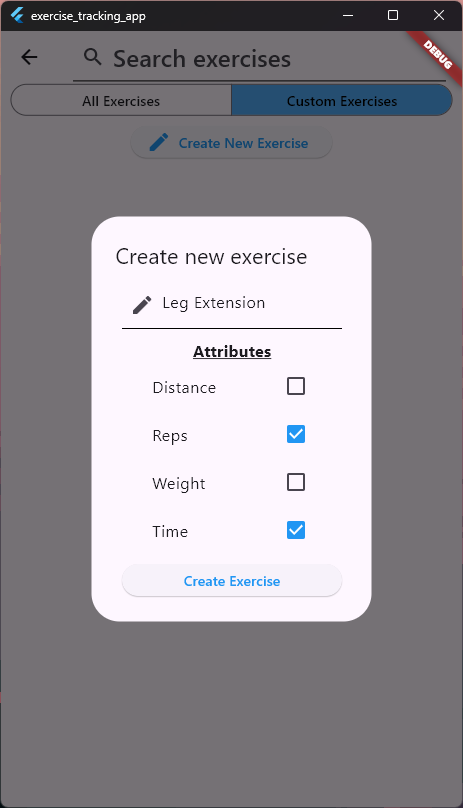 exercise_tracking_app
DEBUG
Search exercises
All Exercises
Custom Exercises
Create New Exercise
Create new exercise
Leg Extension
Attributes
Distance
Reps
Weight
Time
Create Exercise